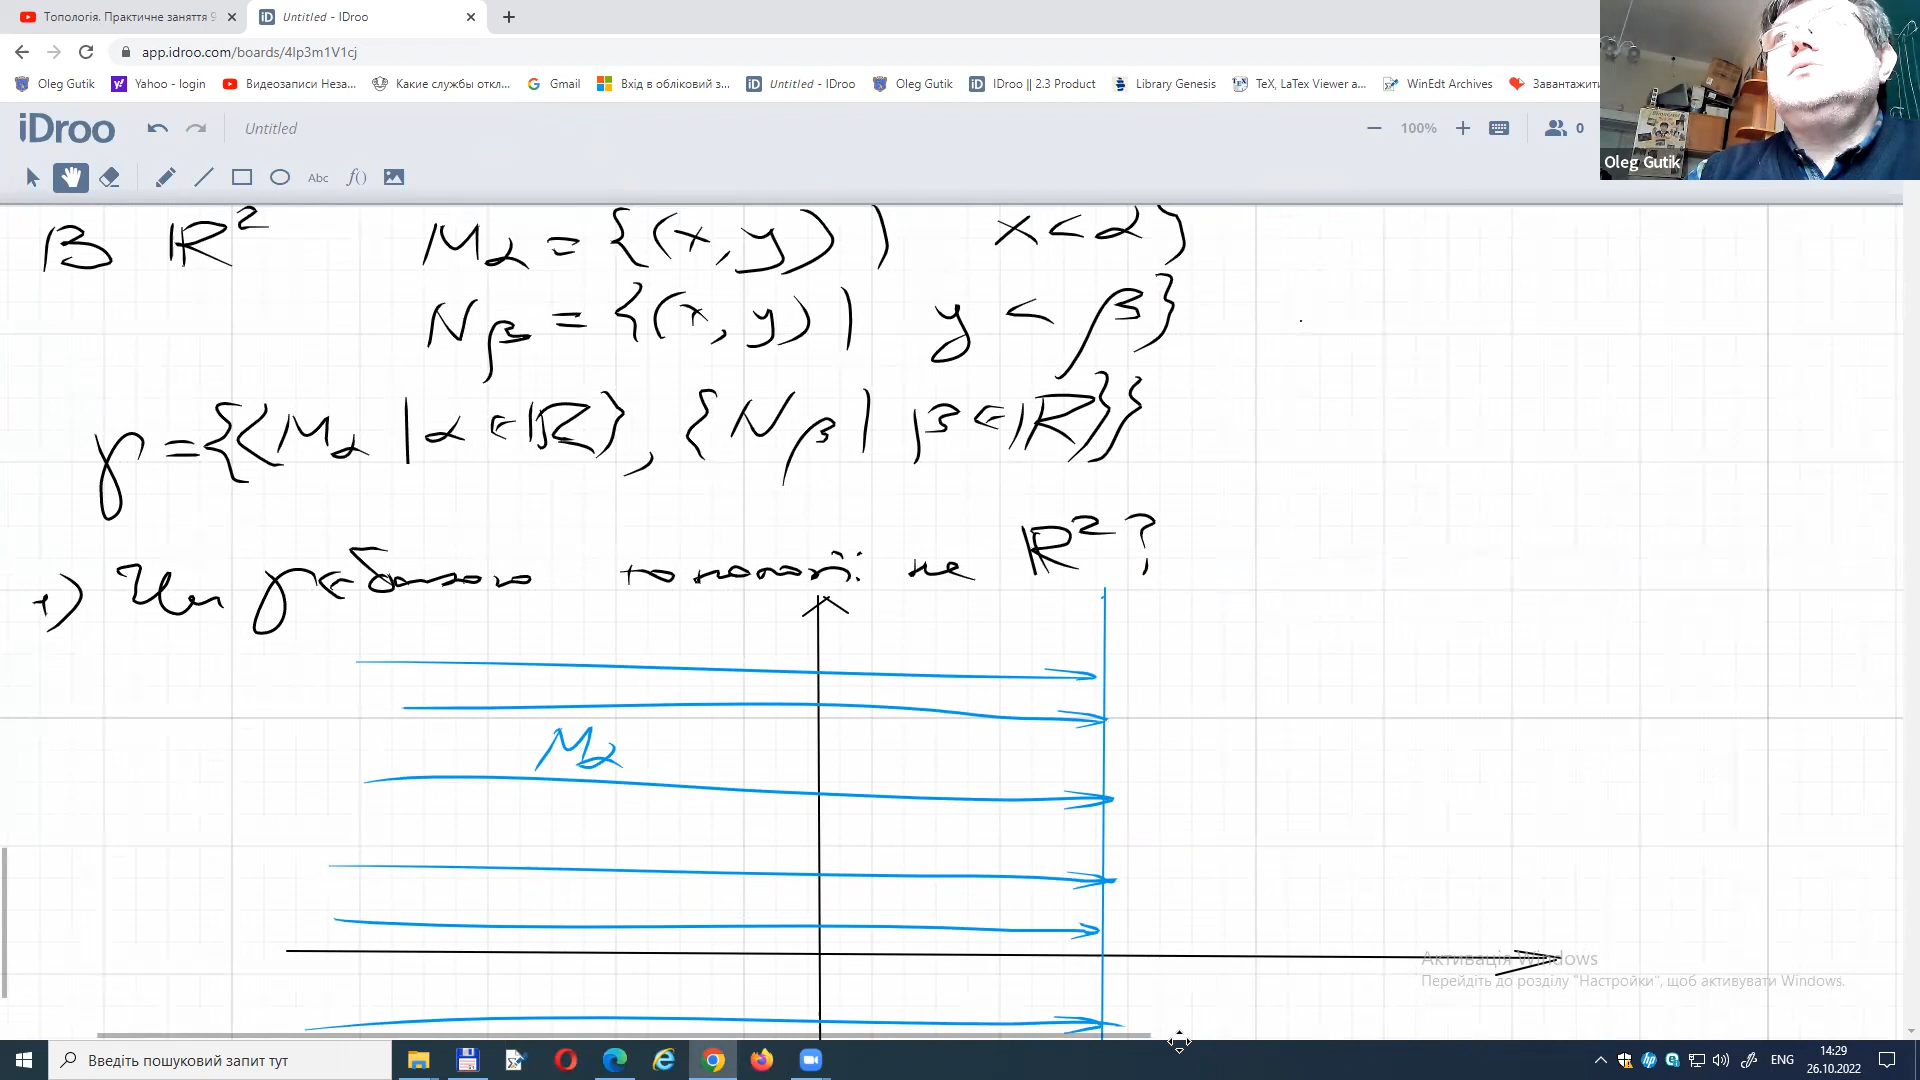 Топологія. Практичне заняття 9
Untitled - IDroo
app.idroo.com/boards/4lp3m1V1cj
Oleg Gutik
Yahoo - login
Видеозаписи Неза...
Какие службы откл...
Gmail
Вхід в обліковий з...
Untitled - IDroo
Oleg Gutik
IDroo || 2.3 Product
Library Genesis
TeX, LaTex Viewer a...
WinEdt Archives
Завантажити
iDroo
Untitled
100%
0
Abc
f()
Oleg Gutik
В ℝ² M_α = {(x, y) | x < α}
N_β = {(x, y) | y < β}
γ = {{M_α | α ∈ ℝ}, {N_β | β ∈ ℝ}}
1) Чи γ є базою топології на ℝ²?
M_α
Активація Windows
Перейдіть до розділу "Настройки", щоб активувати Windows.
Введіть пошуковий запит тут
ENG
14:29
26.10.2022